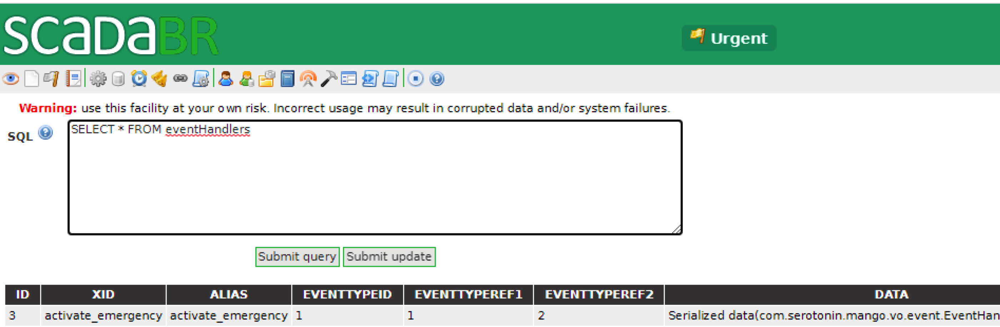 scaDaBR
Urgent
Warning: use this facility at your own risk. Incorrect usage may result in corrupted data and/or system failures.
SQL
SELECT * FROM eventHandlers
Submit query Submit update
ID XID ALIAS EVENTTYPEID EVENTTYPEREF1 EVENTTYPEREF2 DATA
3 activate_emergency activate_emergency 1 1 2 Serialized data(com.serotonin.mango.vo.event.EventHan